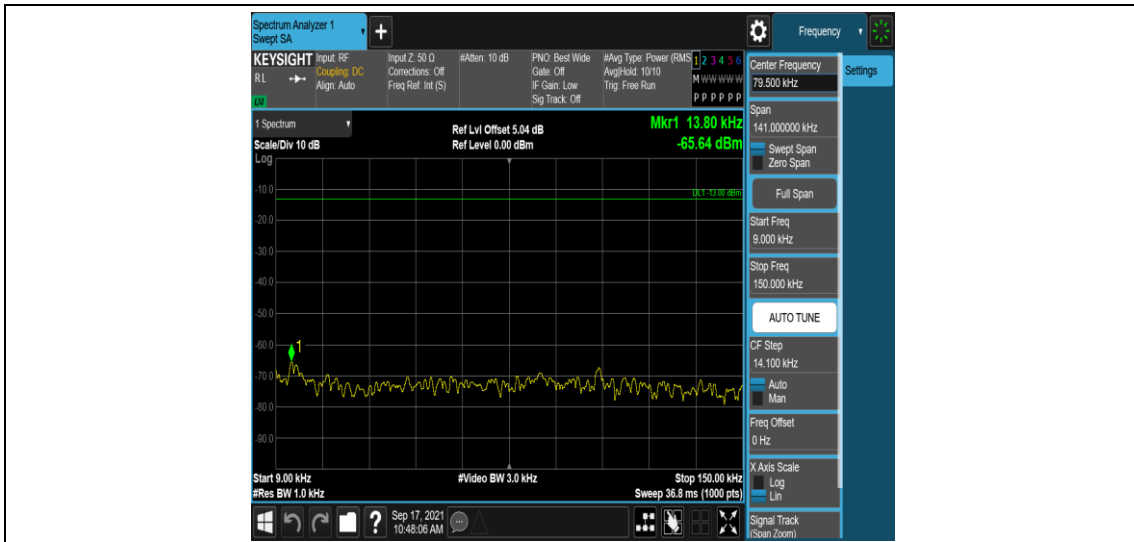 Spectrum Analyzer 1
Swept SA
+
Frequency
KEYSIGHT
RL
LXI
Input: RF
Coupling: DC
Align: Auto
Input Z: 50 Ω
Corrections: Off
Freq Ref: Int (S)
#Atten: 10 dB
PNO: Best Wide
Gate: Off
IF Gain: Low
Sig Track: Off
#Avg Type: Power (RMS
Avg|Hold: 10/10
Trig: Free Run
1 2 3 4 5 6
M W W W W W
P P P P P P
1 Spectrum
Scale/Div 10 dB
Log
Ref Lvl Offset 5.04 dB
Ref Level 0.00 dBm
Mkr1 13.80 kHz
-65.64 dBm
DL1 -13.00 dBm
-10.0
-20.0
-30.0
-40.0
-50.0
-60.0
1
-70.0
-80.0
-90.0
Start 9.00 kHz
#Video BW 3.0 kHz
Stop 150.00 kHz
#Res BW 1.0 kHz
Sweep 36.8 ms (1000 pts)
?
Sep 17, 2021
10:48:06 AM
Center Frequency
79.500 kHz
Settings
Span
141.000000 kHz
Swept Span
Zero Span
Full Span
Start Freq
9.000 kHz
Stop Freq
150.000 kHz
AUTO TUNE
CF Step
14.100 kHz
Auto
Man
Freq Offset
0 Hz
X Axis Scale
Log
Lin
Signal Track
(Span Zoom)